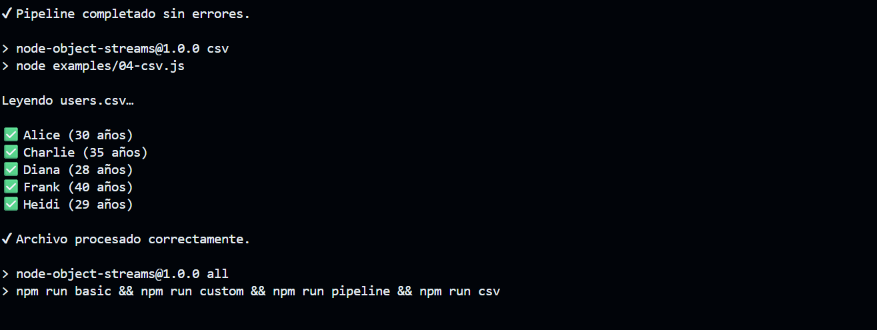 ✔ Pipeline completado sin errores.
> node-object-streams@1.0.0 csv
> node examples/04-csv.js
Leyendo users.csv…
✅ Alice (30 años)
✅ Charlie (35 años)
✅ Diana (28 años)
✅ Frank (40 años)
✅ Heidi (29 años)
✔ Archivo procesado correctamente.
> node-object-streams@1.0.0 all
> npm run basic && npm run custom && npm run pipeline && npm run csv